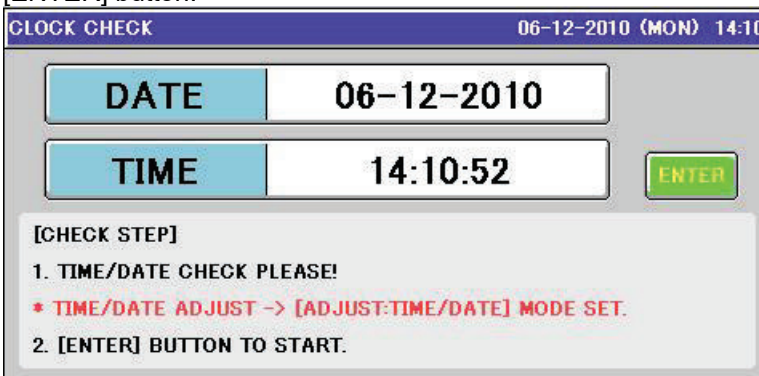 [ENTER] button.
CLOCK CHECK 06-12-2010 (MON) 14:10
DATE 06-12-2010
TIME 14:10:52
ENTER
[CHECK STEP]
1. TIME/DATE CHECK PLEASE!
* TIME/DATE ADJUST -> [ADJUST:TIME/DATE] MODE SET.
2. [ENTER] BUTTON TO START.